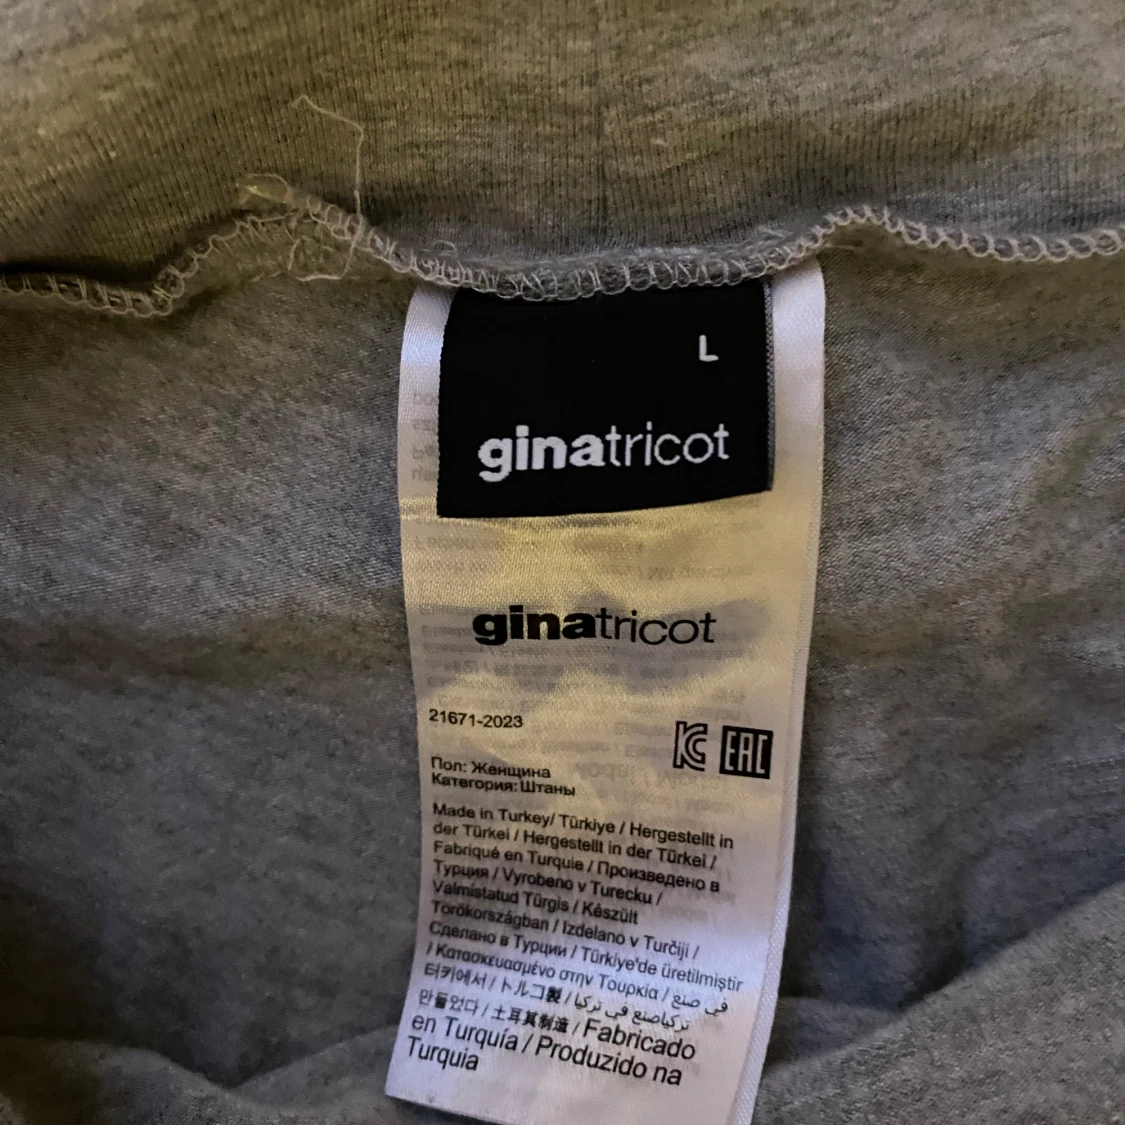 L
ginatricot
ginatricot
21671-2023
EAC
Пол: Женщина
Категория: Штаны
Made in Turkey/ Türkiye / Hergestellt in
der Türkei / Hergestellt in der Türkei /
Fabriqué en Turquie / Произведено в
Турция / Vyrobeno v Turecku /
Valmistatud Türgis / Készült
Törökországban / Izdelano v Turčiji /
Сделано в Турции / Türkiye'de üretilmiştir
/ Κατασκευασμένο στην Τουρκία / صنع في
터키에서 / トルコ製 / تركياصنع في تركيا
만들었다 / 土耳其制造 / Fabricado
en Turquía / Produzido na
Turquia